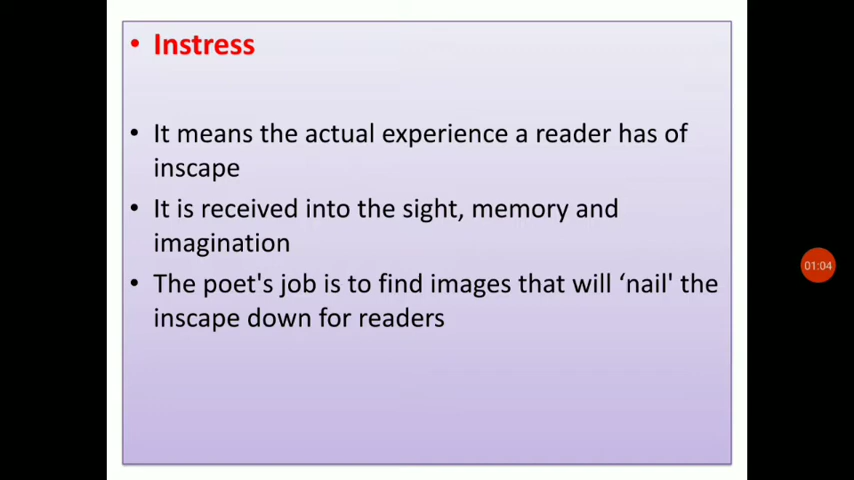 • Instress
• It means the actual experience a reader has of
inscape
• It is received into the sight, memory and
imagination
• The poet's job is to find images that will ‘nail' the
inscape down for readers
01:04